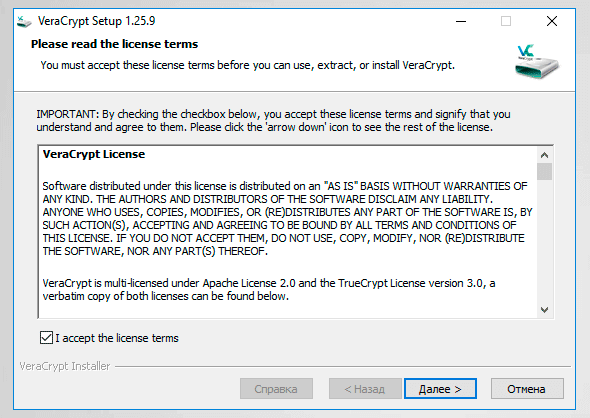 VeraCrypt Setup 1.25.9
Please read the license terms
You must accept these license terms before you can use, extract, or install VeraCrypt.
VC
IMPORTANT: By checking the checkbox below, you accept these license terms and signify that you
understand and agree to them. Please click the 'arrow down' icon to see the rest of the license.
VeraCrypt License
Software distributed under this license is distributed on an "AS IS" BASIS WITHOUT WARRANTIES OF
ANY KIND. THE AUTHORS AND DISTRIBUTORS OF THE SOFTWARE DISCLAIM ANY LIABILITY.
ANYONE WHO USES, COPIES, MODIFIES, OR (RE)DISTRIBUTES ANY PART OF THE SOFTWARE IS, BY
SUCH ACTION(S), ACCEPTING AND AGREEING TO BE BOUND BY ALL TERMS AND CONDITIONS OF
THIS LICENSE. IF YOU DO NOT ACCEPT THEM, DO NOT USE, COPY, MODIFY, NOR (RE)DISTRIBUTE
THE SOFTWARE, NOR ANY PART(S) THEREOF.
VeraCrypt is multi-licensed under Apache License 2.0 and the TrueCrypt License version 3.0, a
verbatim copy of both licenses can be found below.
I accept the license terms
VeraCrypt Installer
Справка
< Назад
Далее >
Отмена